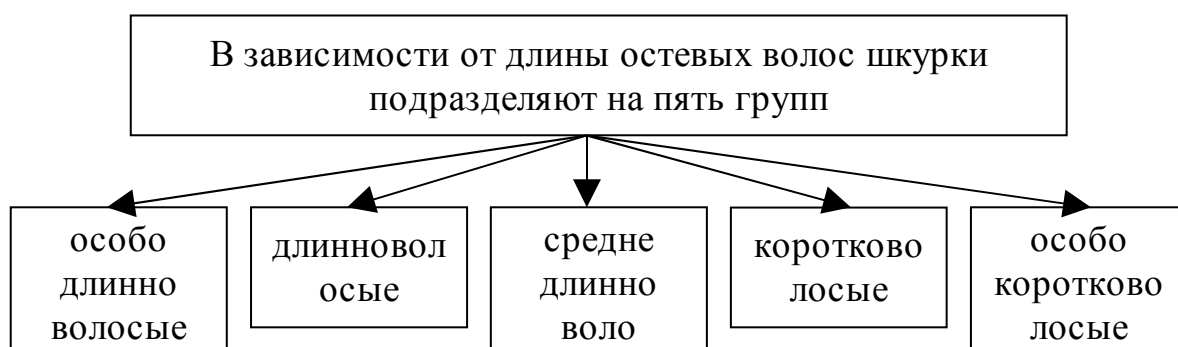 В зависимости от длины остевых волос шкурки
подразделяют на пять групп
особо
длинно
волосые
длинновол
осые
средне
длинно
воло
коротково
лосые
особо
коротково
лосые